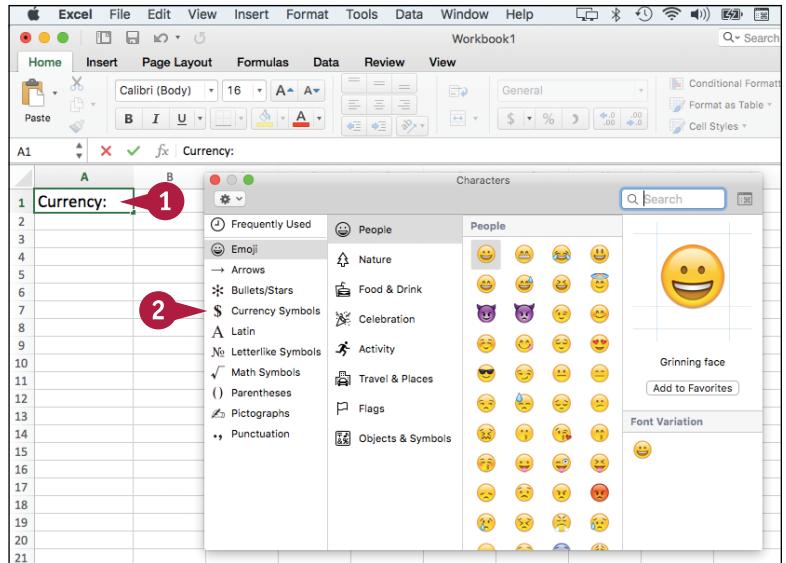 Excel File Edit View Insert Format Tools Data Window Help
Workbook1
Search
Home Insert Page Layout Formulas Data Review View
Paste
Calibri (Body) 16 A A
B I U A
General
$ % .0 .00 .00 .0
Conditional Formatt
Format as Table
Cell Styles
A1 fx Currency:
A B
1 Currency: 1
2
3
4
5
6
7
8
9
10
11
12
13
14
15
16
17
18
19
20
21
2
Characters
Search
Frequently Used
Emoji
→ Arrows
Bullets/Stars
$ Currency Symbols
A Latin
№ Letterlike Symbols
√ Math Symbols
() Parentheses
Pictographs
., Punctuation
People
Nature
Food & Drink
Celebration
Activity
Travel & Places
Flags
Objects & Symbols
People
Grinning face
Add to Favorites
Font Variation